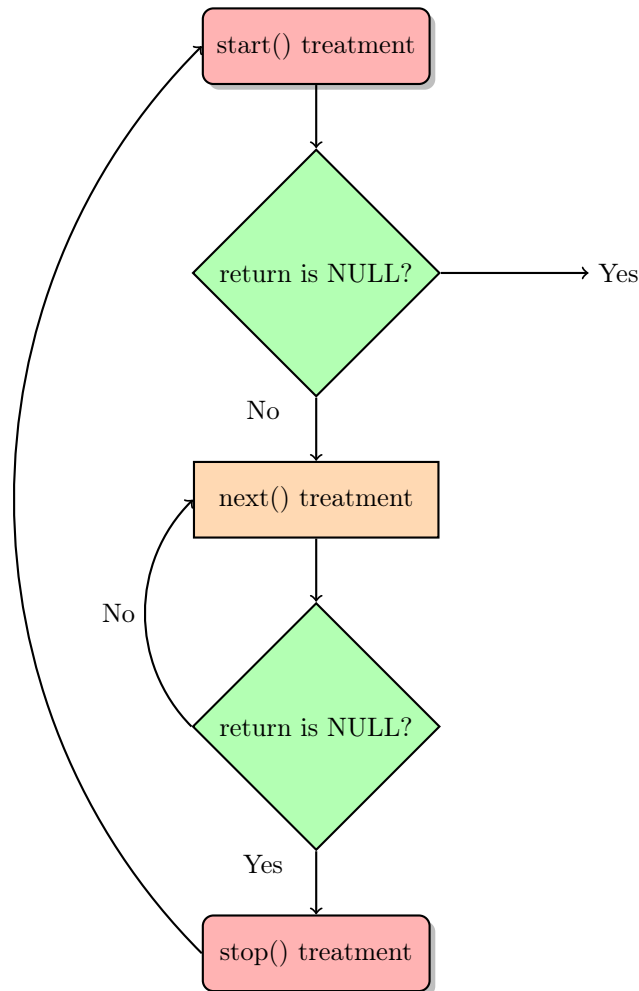 start() treatment
return is NULL?
Yes
No
next() treatment
No
return is NULL?
Yes
stop() treatment